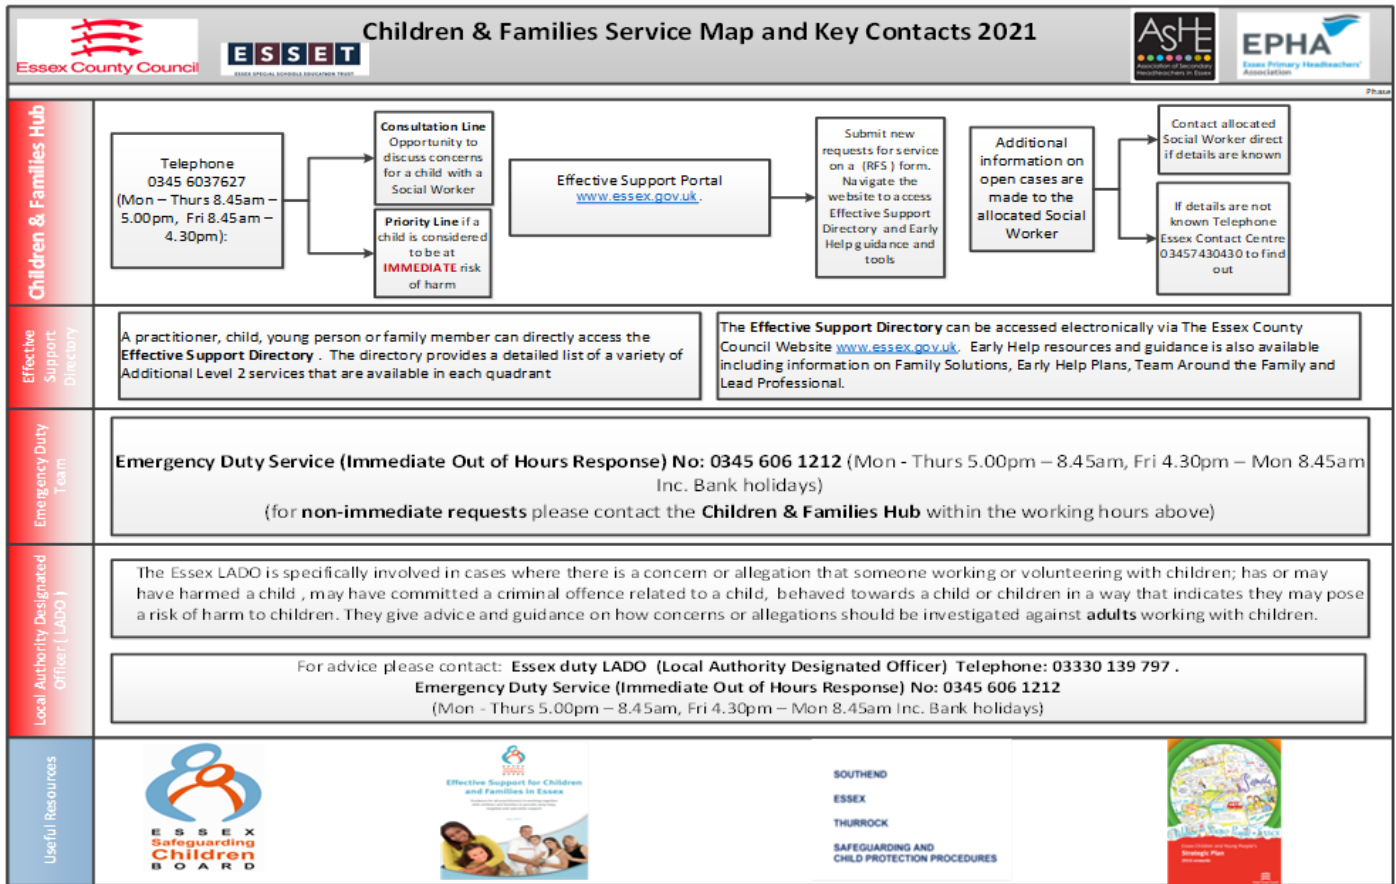 Children & Families Service Map and Key Contacts 2021
Essex County Council
ESSET
ESSEX SPECIAL SCHOOLS EDUCATION TRUST
ASHE
Association of Secondary
Headteachers in Essex
EPHA
Essex Primary Headteachers'
Association
Phase
Children & Families Hub
Telephone
0345 6037627
(Mon – Thurs 8.45am –
5.00pm, Fri 8.45am –
4.30pm):
Consultation Line
Opportunity to
discuss concerns
for a child with a
Social Worker
Priority Line if a
child is considered
to be at
IMMEDIATE risk
of harm
Effective Support Portal
www.essex.gov.uk .
Submit new
requests for service
on a (RFS ) form.
Navigate the
website to access
Effective Support
Directory and Early
Help guidance and
tools
Additional
information on
open cases are
made to the
allocated Social
Worker
Contact allocated
Social Worker direct
if details are known
If details are not
known Telephone
Essex Contact Centre
03457430430 to find
out
Effective
Support
Directory
A practitioner, child, young person or family member can directly access the
Effective Support Directory . The directory provides a detailed list of a variety of
Additional Level 2 services that are available in each quadrant
The Effective Support Directory can be accessed electronically via The Essex County
Council Website www.essex.gov.uk. Early Help resources and guidance is also available
including information on Family Solutions, Early Help Plans, Team Around the Family and
Lead Professional.
Emergency Duty
Team
Emergency Duty Service (Immediate Out of Hours Response) No: 0345 606 1212 (Mon - Thurs 5.00pm – 8.45am, Fri 4.30pm – Mon 8.45am
Inc. Bank holidays)
(for non-immediate requests please contact the Children & Families Hub within the working hours above)
Local Authority Designated
Officer ( LADO )
The Essex LADO is specifically involved in cases where there is a concern or allegation that someone working or volunteering with children; has or may
have harmed a child , may have committed a criminal offence related to a child, behaved towards a child or children in a way that indicates they may pose
a risk of harm to children. They give advice and guidance on how concerns or allegations should be investigated against adults working with children.
For advice please contact: Essex duty LADO (Local Authority Designated Officer) Telephone: 03330 139 797 .
Emergency Duty Service (Immediate Out of Hours Response) No: 0345 606 1212
(Mon - Thurs 5.00pm – 8.45am, Fri 4.30pm – Mon 8.45am Inc. Bank holidays)
Useful Resources
ESSEX
Safeguarding
Children
BOARD
Effective Support for Children
and Families in Essex
SOUTHEND
ESSEX
THURROCK
SAFEGUARDING AND
CHILD PROTECTION PROCEDURES
Essex Children and Young People's
Strategic Plan